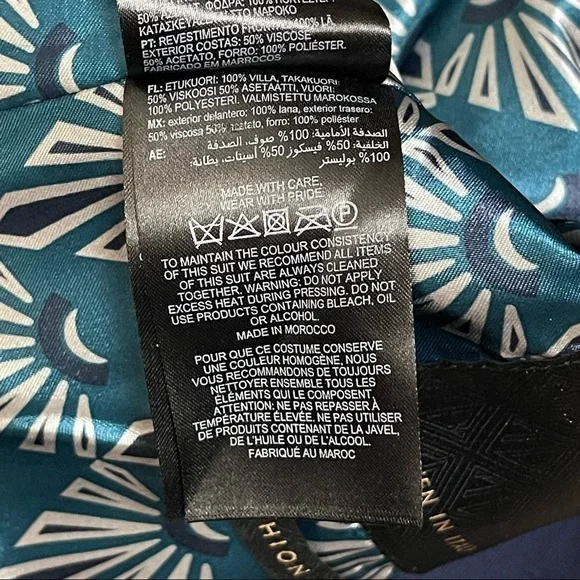 100% ΠΟΛΥΕΣΤΕΡ
ΚΑΤΑΣΚΕΥΑΖΕΤΑΙ ΣΤΟ ΜΑΡΟΚΟ
PT: REVESTIMENTO FRONTAL: 100% LÃ,
EXTERIOR COSTAS: 50% VISCOSE
50% ACETATO, FORRO: 100% POLIÉSTER.
FABRICADO EM MARROCOS
FL: ETUKUORI: 100% VILLA, TAKAKUORI:
50% VISKOOSI 50% ASETAATTI, VUORI:
100% POLYESTERI. VALMISTETTU MAROKOSSA
MX: exterior delantero: 100% lana, exterior trasero:
50% viscosa 50% acetato, forro: 100% poliéster
AE: الصدفة الأمامية: 100% صوف، الصدفة
الخلفية: 50% فيسكوز 50% أسيتات، بطانة:
100% بوليستر
MADE WITH CARE.
WEAR WITH PRIDE.
P
TO MAINTAIN THE COLOUR CONSISTENCY
OF THIS SUIT WE RECOMMEND ALL ITEMS
OF THIS SUIT ARE ALWAYS CLEANED
TOGETHER. WARNING: DO NOT APPLY
EXCESS HEAT DURING PRESSING. DO NOT
USE PRODUCTS CONTAINING BLEACH, OIL
OR ALCOHOL.
MADE IN MOROCCO
POUR QUE CE COSTUME CONSERVE
UNE COULEUR HOMOGÈNE, NOUS
VOUS RECOMMANDONS DE TOUJOURS
NETTOYER ENSEMBLE TOUS LES
ÉLÉMENTS QUI LE COMPOSENT.
ATTENTION: NE PAS REPASSER À
TEMPÉRATURE ÉLEVÉE. NE PAS UTILISER
DE PRODUITS CONTENANT DE LA JAVEL,
DE L'HUILE OU DE L'ALCOOL.
FABRIQUÉ AU MAROC
EN IN
HION